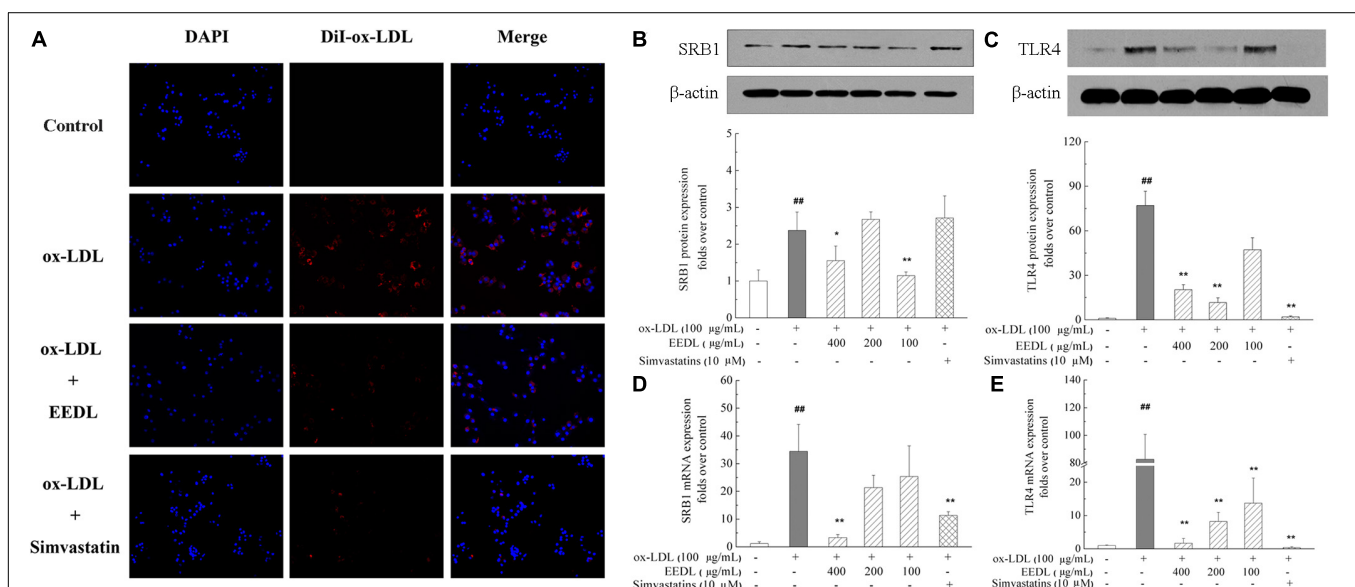 A
DAPI
DiI-ox-LDL
Merge
Control
ox-LDL
ox-LDL
+
EEDL
ox-LDL
+
Simvastatin
B
SRB1
β-actin
SRB1 protein expression
folds over control
5
4
3
2
1
0
##
*
**
ox-LDL (100 µg/mL) - + + + + +
EEDL ( µg/mL) - - 400 200 100 -
Simvastatins (10 µM) - - - - - +
C
TLR4
β-actin
TLR4 protein expression
folds over control
120
90
60
30
0
##
**
**
**
ox-LDL (100 µg/mL) - + + + + +
EEDL ( µg/mL) - - 400 200 100 -
Simvastatins (10 µM) - - - - - +
D
SRB1 mRNA expression
folds over control
60
50
40
30
20
10
0
##
**
**
ox-LDL (100 µg/mL) - + + + + +
EEDL ( µg/mL) - - 400 200 100 -
Simvastatins (10 µM) - - - - - +
E
TLR4 mRNA expression
folds over control
140
120
100
80
20
10
0
##
**
**
**
**
ox-LDL (100 µg/mL) - + + + + +
EEDL ( µg/mL) - - 400 200 100 -
Simvastatins (10 µM) - - - - - +